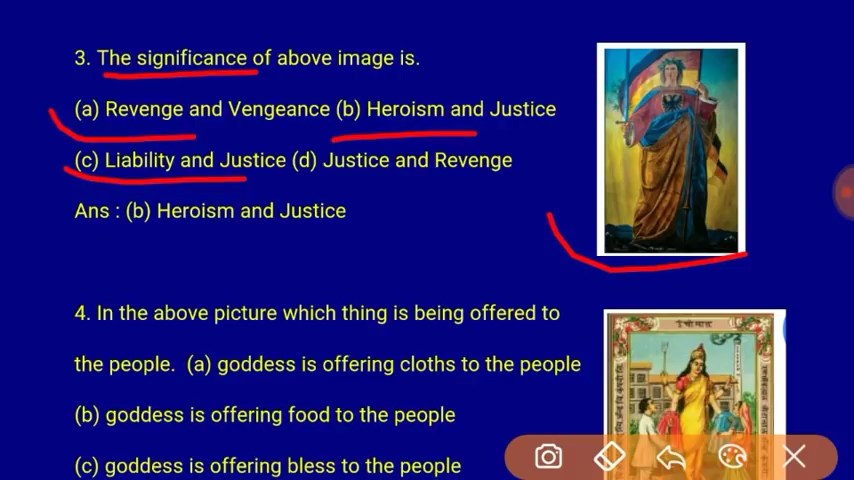 3. The significance of above image is.
(a) Revenge and Vengeance (b) Heroism and Justice
(c) Liability and Justice (d) Justice and Revenge
Ans : (b) Heroism and Justice
4. In the above picture which thing is being offered to
the people. (a) goddess is offering cloths to the people
(b) goddess is offering food to the people
(c) goddess is offering bless to the people